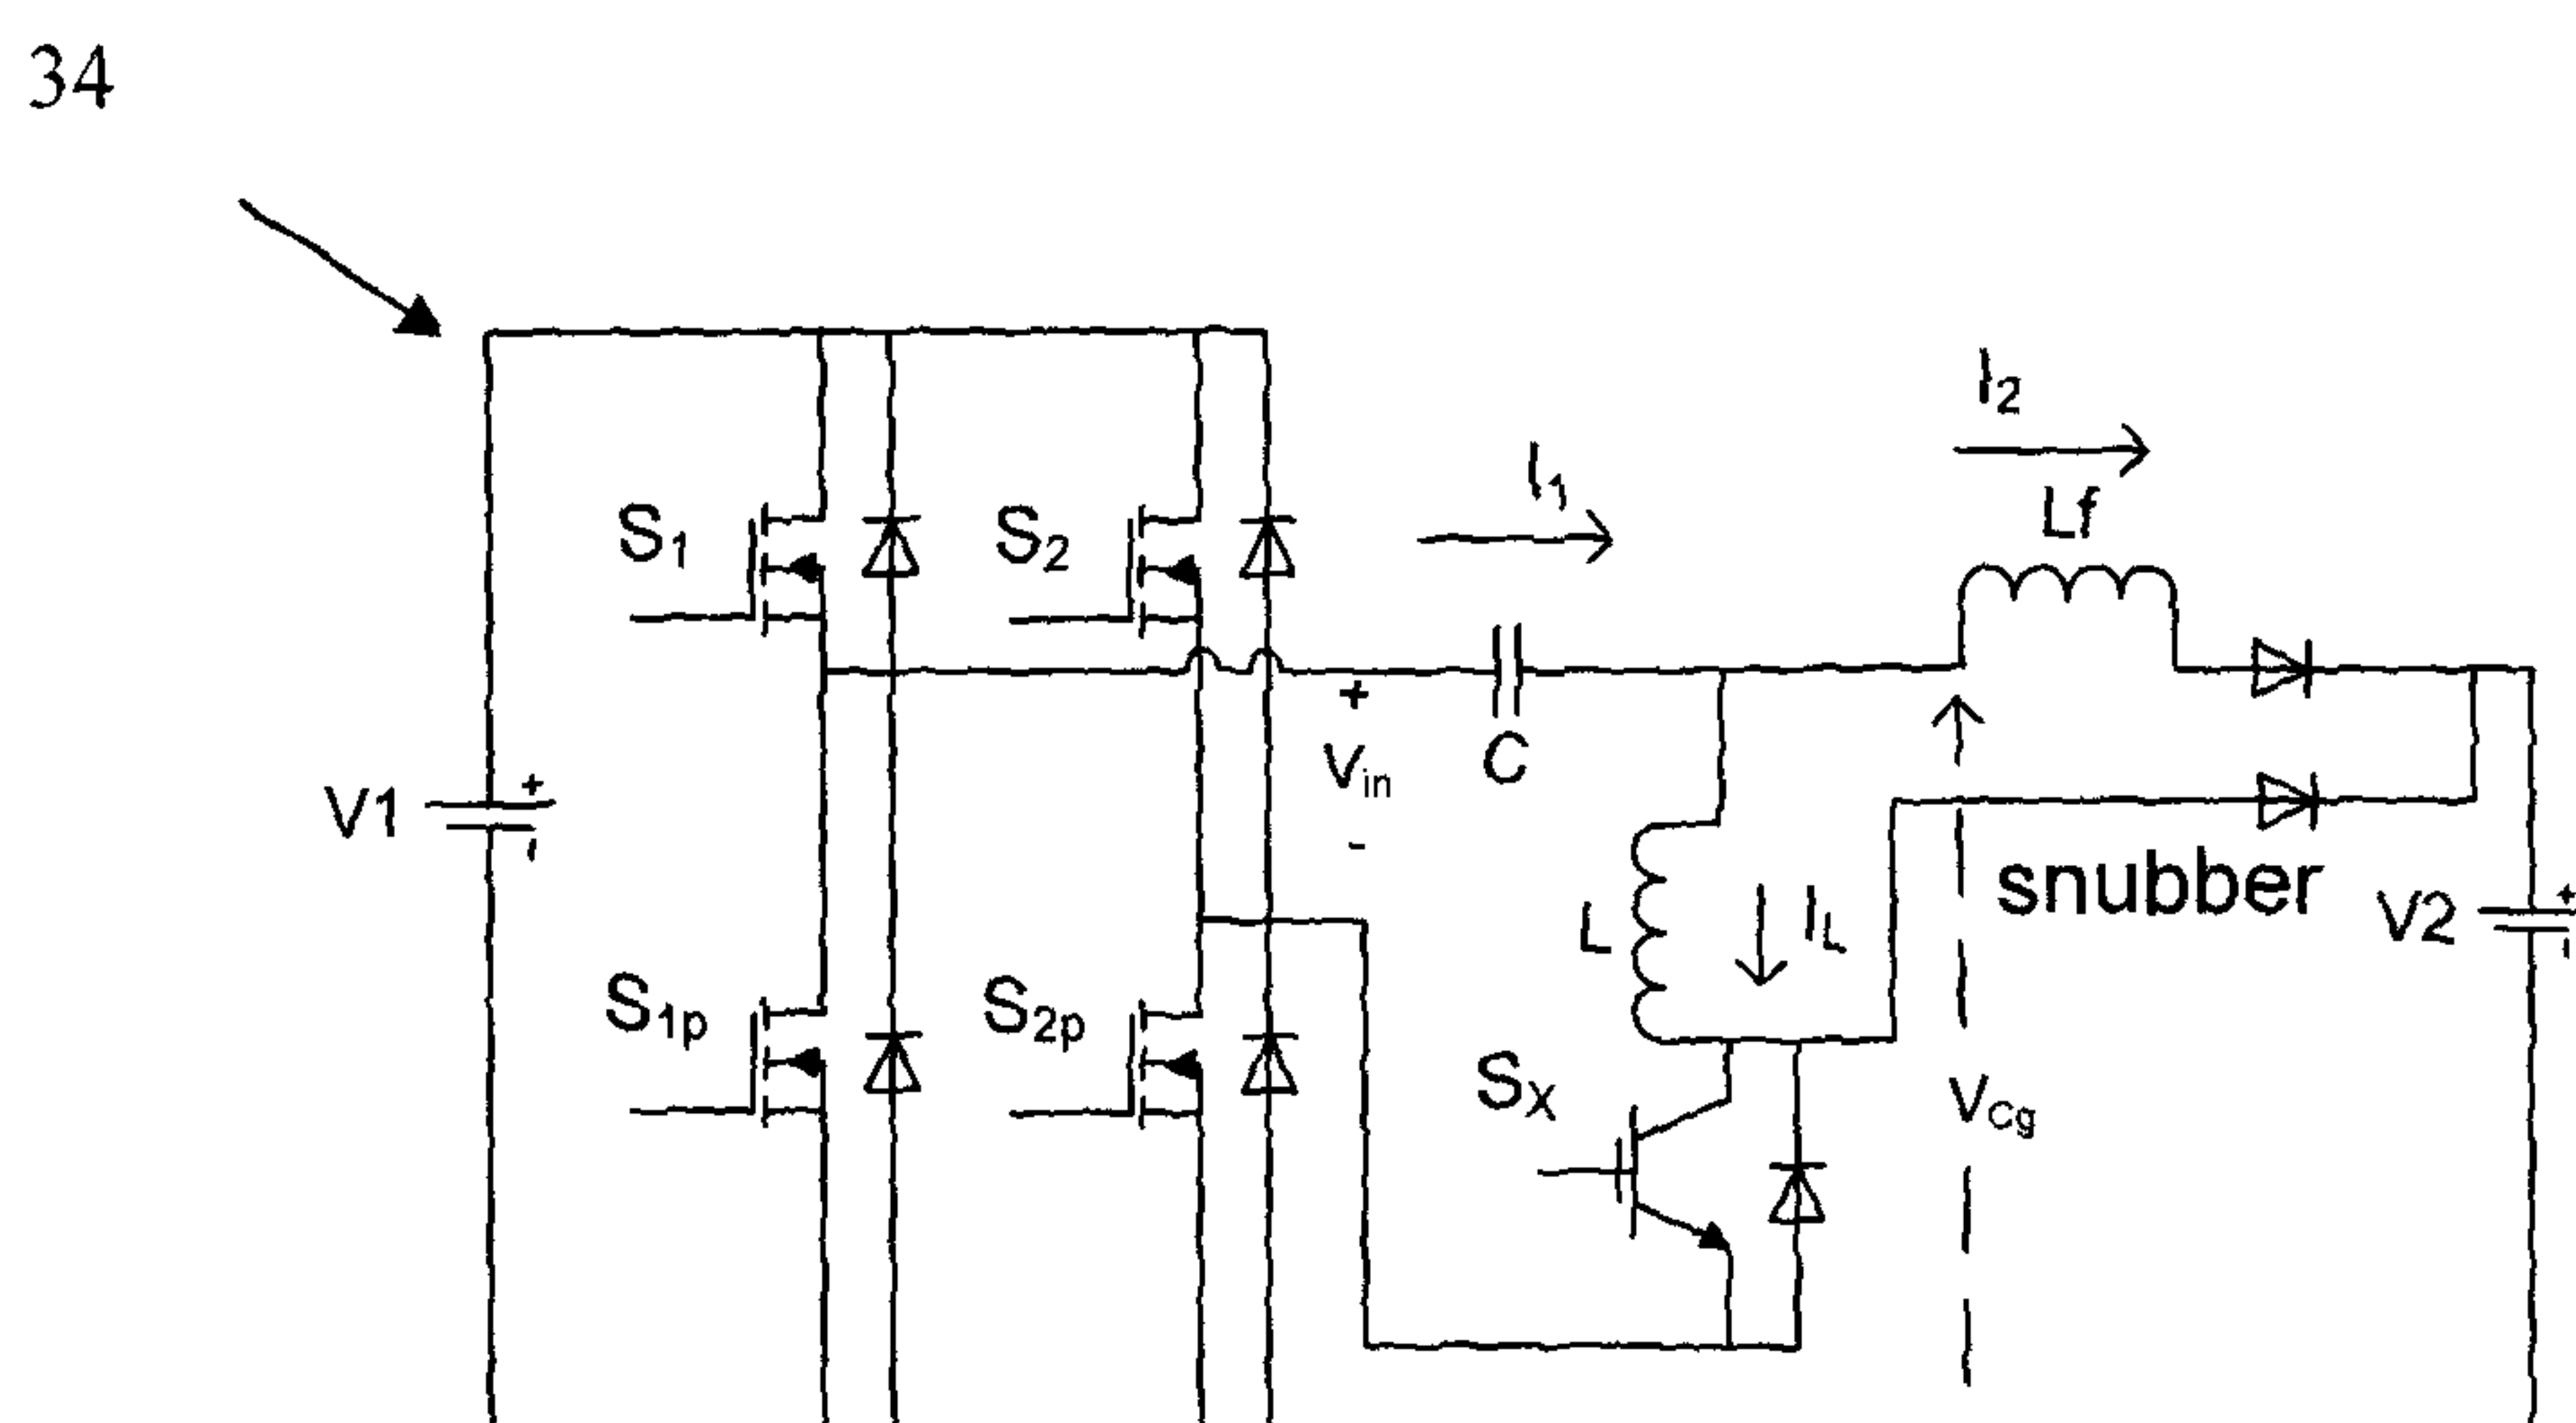 34
I2
Lf
I1
S1
S2
+
Vin
-
C
V1
+
-
L
IL
snubber
V2
+
-
S1p
S2p
SX
VCg